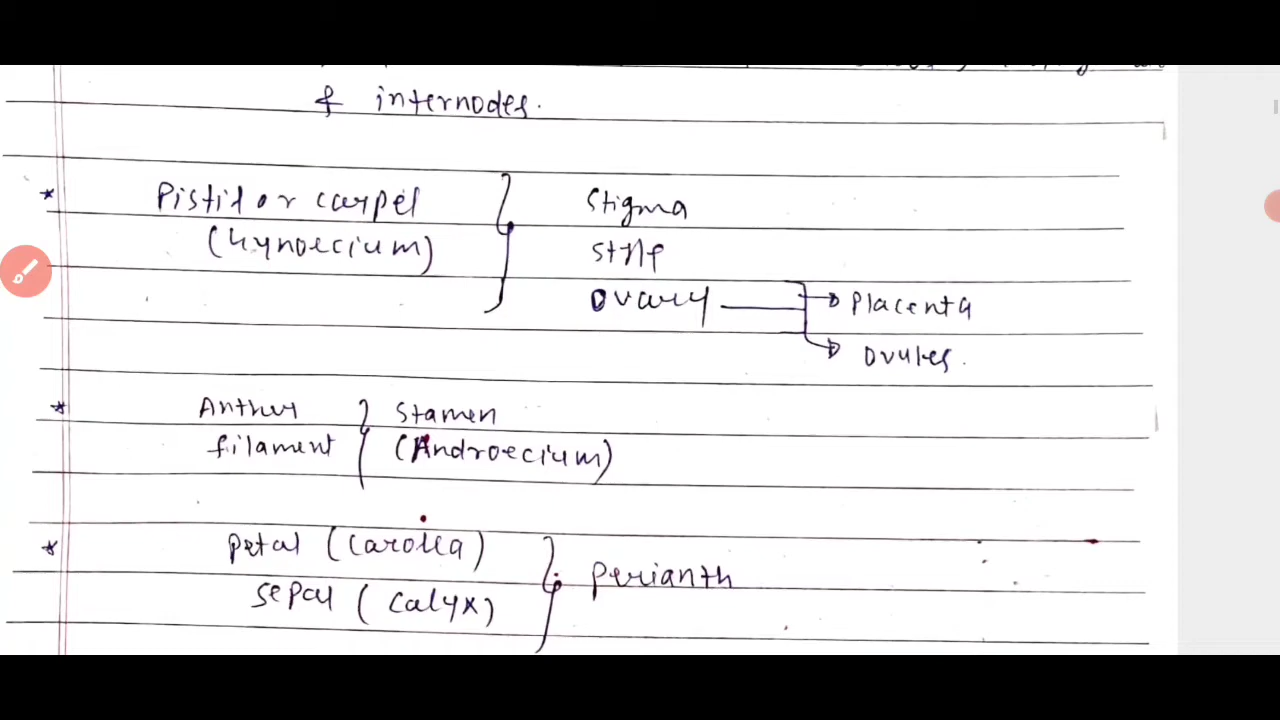 & internodes.
* Pistil or carpel } Stigma
(Gynoecium) Style
Ovary → Placenta
→ Ovules.
* Anther } Stamen
filament (Androecium)
* Petal (Carolla) } Perianth
Sepal (Calyx)